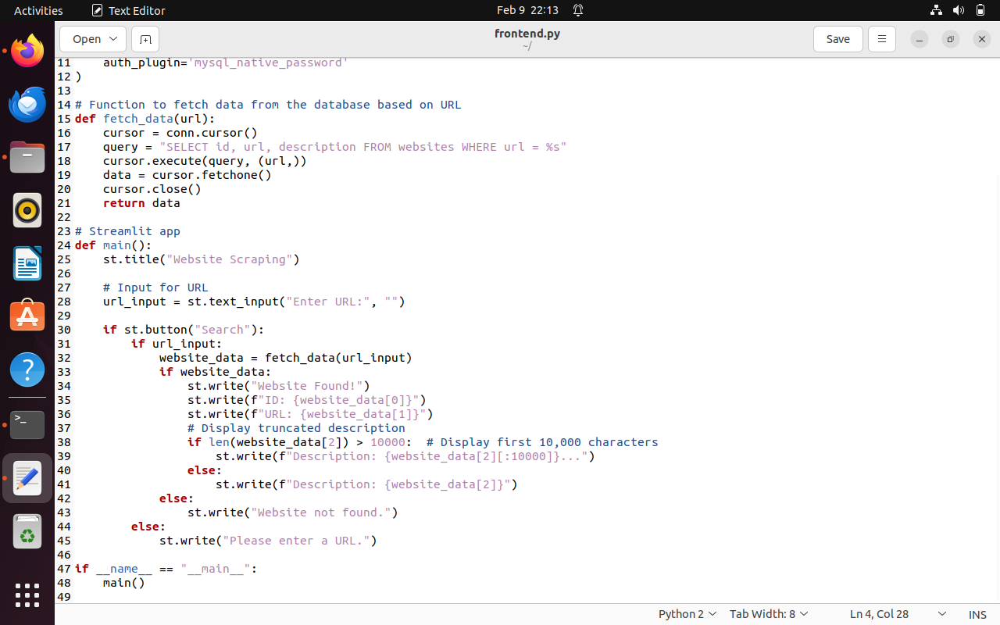 Activities
Text Editor
Feb 9 22:13
Open
frontend.py
~/
Save
11     auth_plugin='mysql_native_password'
12 )
13
14 # Function to fetch data from the database based on URL
15 def fetch_data(url):
16     cursor = conn.cursor()
17     query = "SELECT id, url, description FROM websites WHERE url = %s"
18     cursor.execute(query, (url,))
19     data = cursor.fetchone()
20     cursor.close()
21     return data
22
23 # Streamlit app
24 def main():
25     st.title("Website Scraping")
26
27     # Input for URL
28     url_input = st.text_input("Enter URL:", "")
29
30     if st.button("Search"):
31         if url_input:
32             website_data = fetch_data(url_input)
33             if website_data:
34                 st.write("Website Found!")
35                 st.write(f"ID: {website_data[0]}")
36                 st.write(f"URL: {website_data[1]}")
37                 # Display truncated description
38                 if len(website_data[2]) > 10000:  # Display first 10,000 characters
39                     st.write(f"Description: {website_data[2][:10000]}...")
40                 else:
41                     st.write(f"Description: {website_data[2]}")
42             else:
43                 st.write("Website not found.")
44         else:
45             st.write("Please enter a URL.")
46
47 if __name__ == "__main__":
48     main()
49
Python 2
Tab Width: 8
Ln 4, Col 28
INS